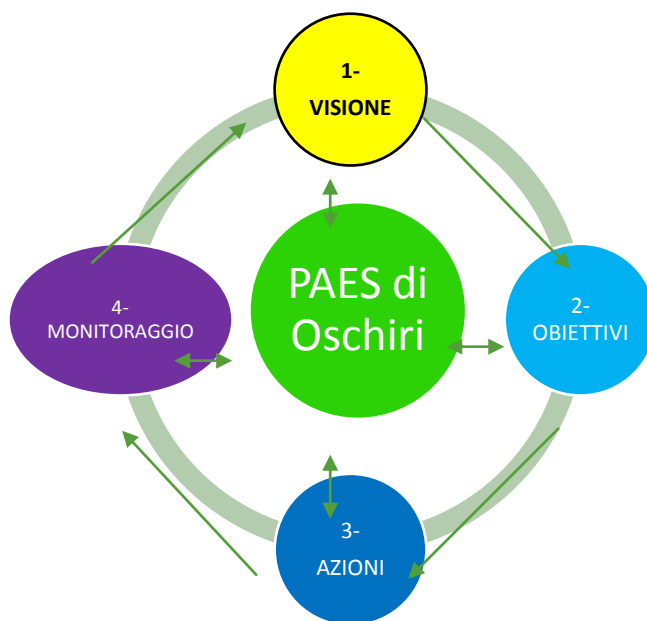 1-
VISIONE
PAES di
Oschiri
2-
OBIETTIVI
3-
AZIONI
4-
MONITORAGGIO